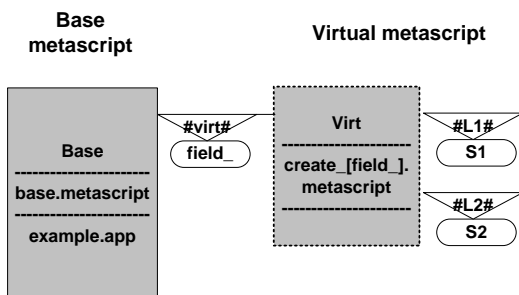 Base
metascript
Virtual metascript
Base
base.metascript
example.app
#virt#
field_
Virt
create_[field_].
metascript
#L1#
S1
#L2#
S2